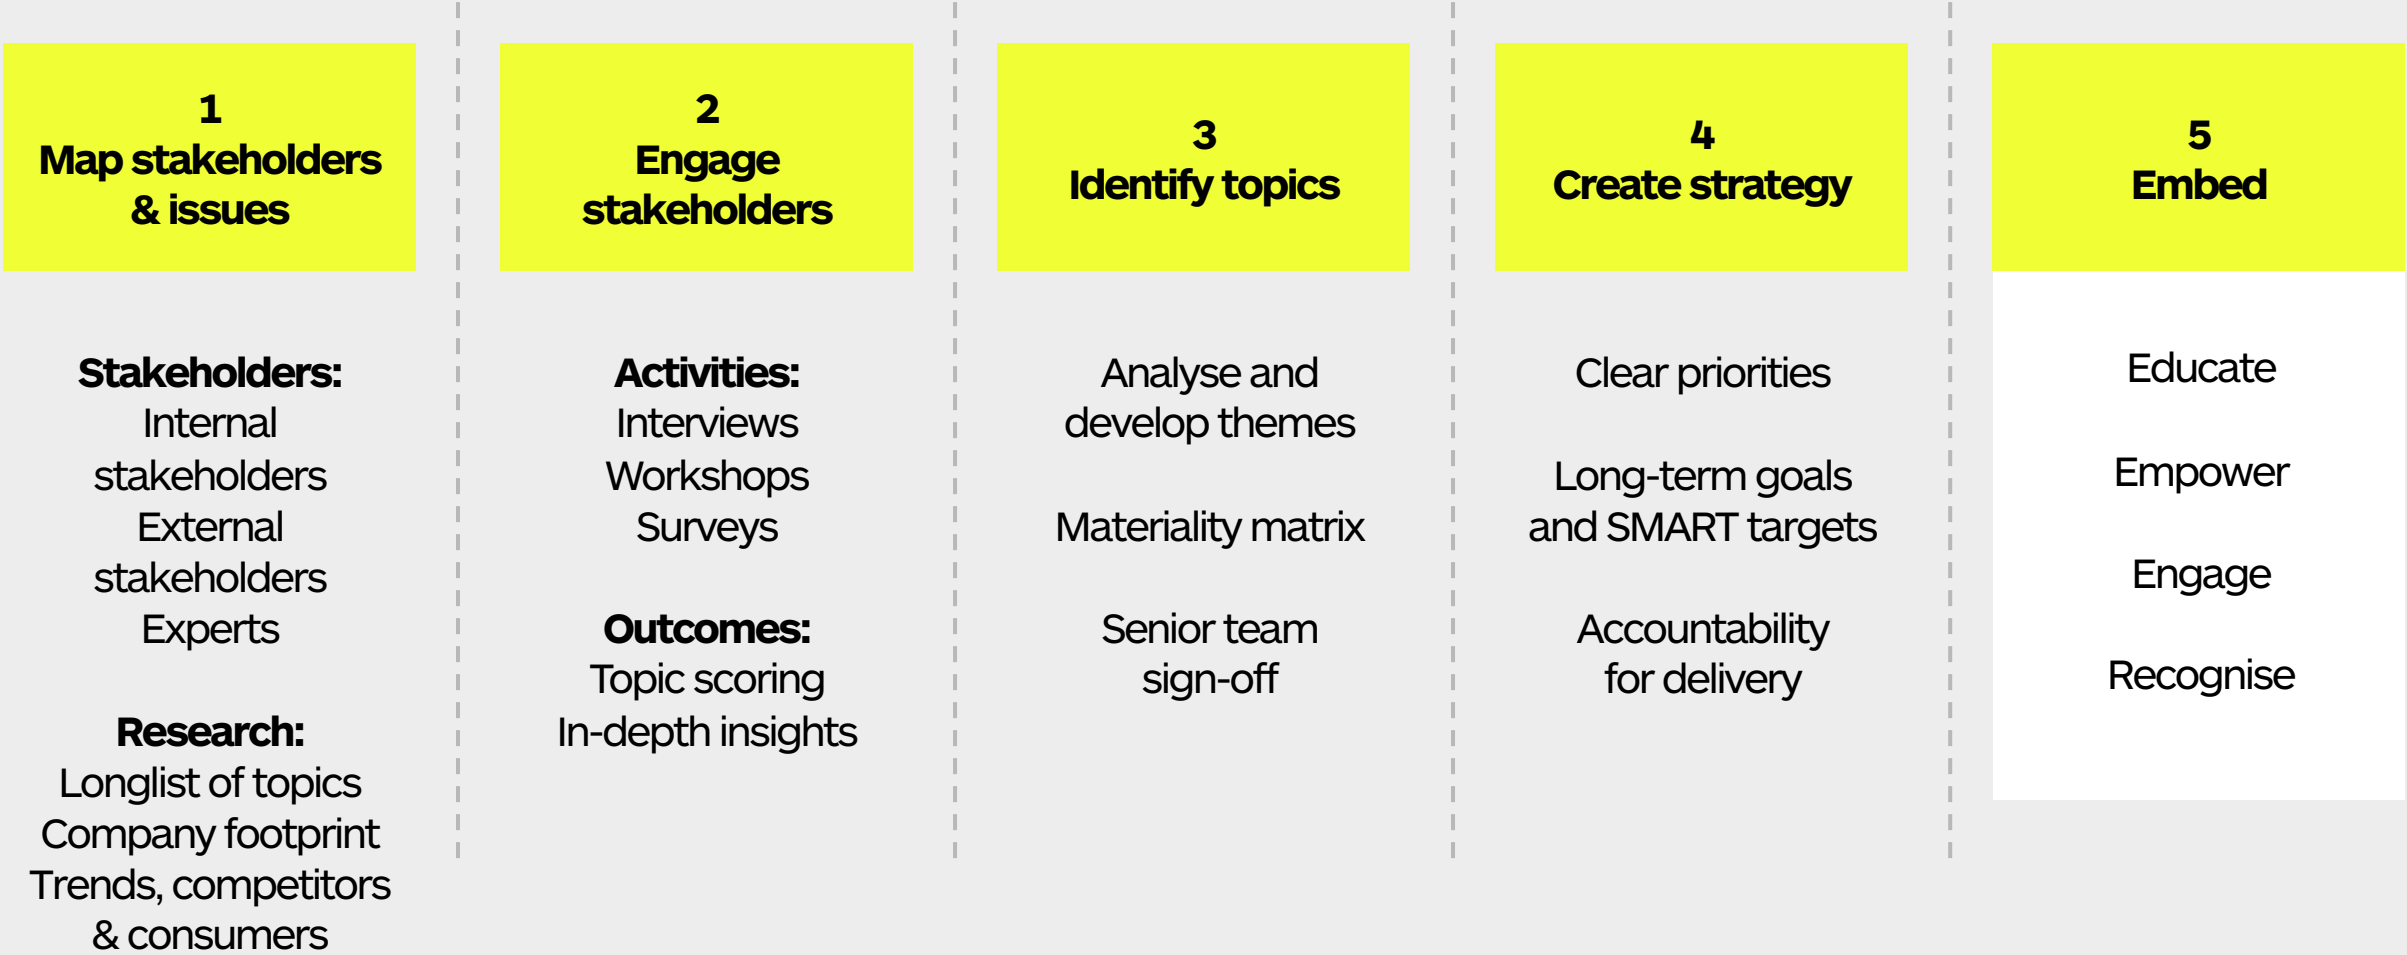 1
Map stakeholders
& issues
Stakeholders:
Internal
stakeholders
External
stakeholders
Experts
Research:
Longlist of topics
Company footprint
Trends, competitors
& consumers
2
Engage
stakeholders
Activities:
Interviews
Workshops
Surveys
Outcomes:
Topic scoring
In-depth insights
3
Identify topics
Analyse and
develop themes
Materiality matrix
Senior team
sign-off
4
Create strategy
Clear priorities
Long-term goals
and SMART targets
Accountability
for delivery
5
Embed
Educate
Empower
Engage
Recognise